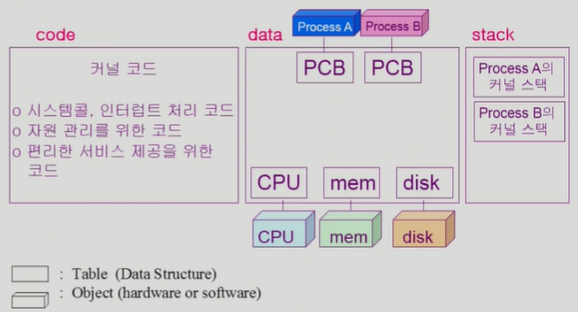 code
커널 코드
o 시스템콜, 인터럽트 처리 코드
o 자원 관리를 위한 코드
o 편리한 서비스 제공을 위한
코드
data
Process A
Process B
PCB
PCB
CPU
mem
disk
CPU
mem
disk
stack
Process A의
커널 스택
Process B의
커널 스택
: Table (Data Structure)
: Object (hardware or software)